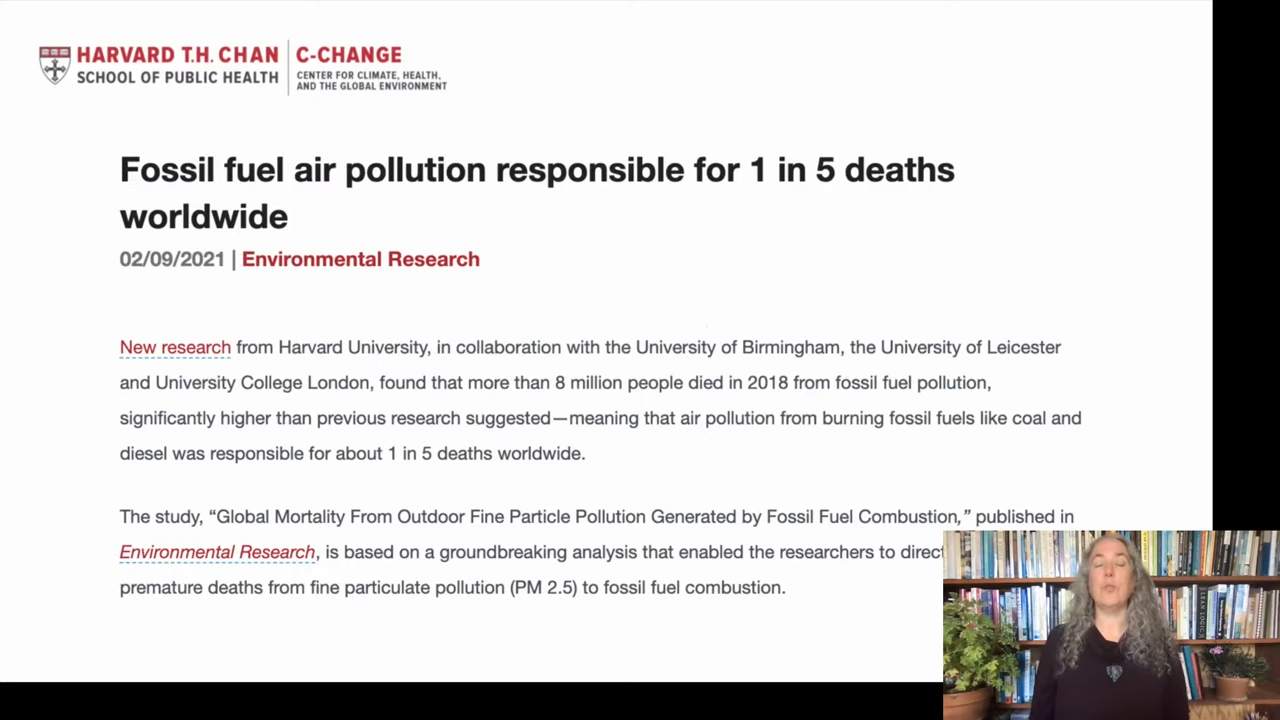 HARVARD T.H. CHAN
SCHOOL OF PUBLIC HEALTH
C-CHANGE
CENTER FOR CLIMATE, HEALTH,
AND THE GLOBAL ENVIRONMENT
Fossil fuel air pollution responsible for 1 in 5 deaths
worldwide
02/09/2021 | Environmental Research
New research from Harvard University, in collaboration with the University of Birmingham, the University of Leicester
and University College London, found that more than 8 million people died in 2018 from fossil fuel pollution,
significantly higher than previous research suggested—meaning that air pollution from burning fossil fuels like coal and
diesel was responsible for about 1 in 5 deaths worldwide.
The study, “Global Mortality From Outdoor Fine Particle Pollution Generated by Fossil Fuel Combustion,” published in
Environmental Research, is based on a groundbreaking analysis that enabled the researchers to direct
premature deaths from fine particulate pollution (PM 2.5) to fossil fuel combustion.
LEAN LOGIC